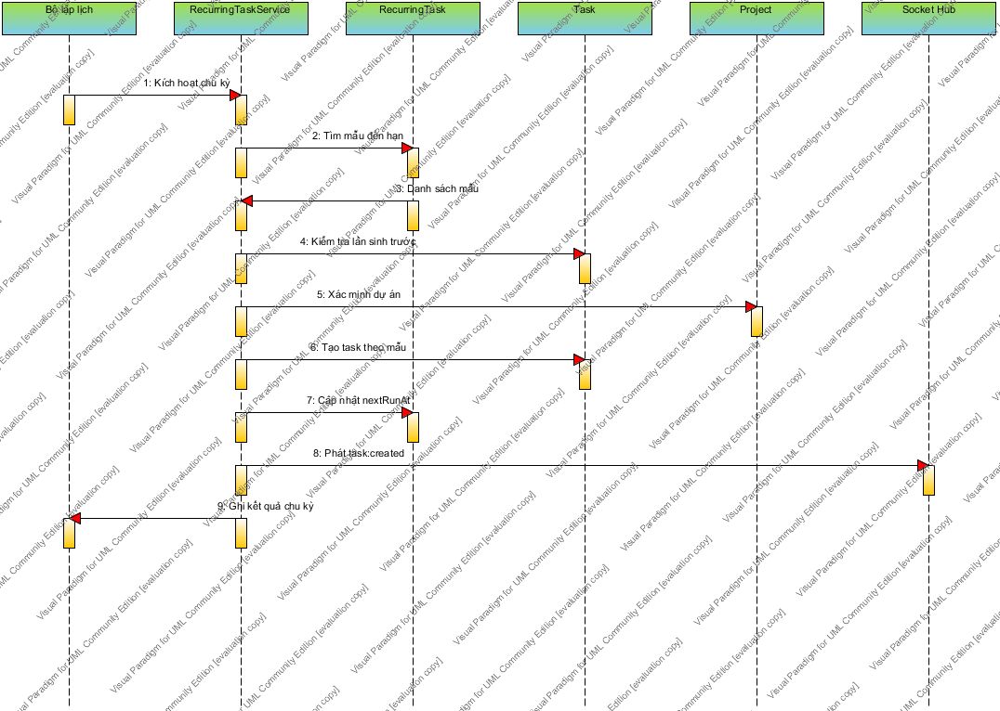 Bộ lập lịch
RecurringTaskService
RecurringTask
Task
Project
Socket Hub
1: Kích hoạt chu kỳ
2: Tìm mẫu đến hạn
3: Danh sách mẫu
4: Kiểm tra lần sinh trước
5: Xác minh dự án
6: Tạo task theo mẫu
7: Cập nhật nextRunAt
8: Phát task:created
9: Ghi kết quả chu kỳ
Visual Paradigm for UML Community Edition [evaluation copy]